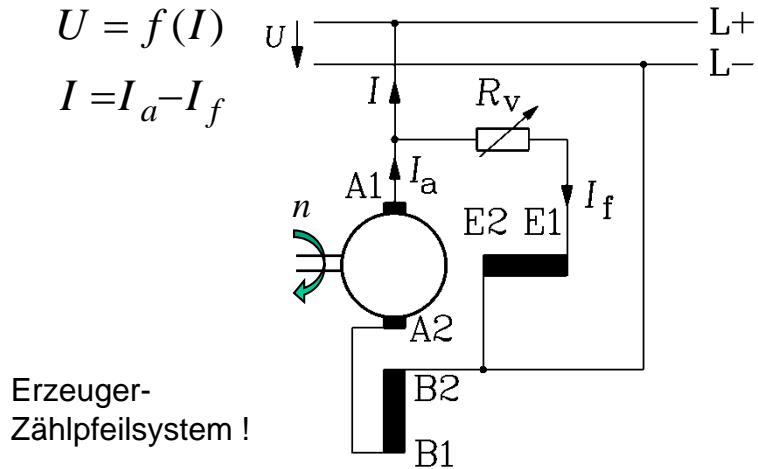 U = f(I)
U
L+
L−
I = I_a − I_f
I
R_v
A1
I_a
n
E2 E1
I_f
A2
B2
B1
Erzeuger-
Zählpfeilsystem !